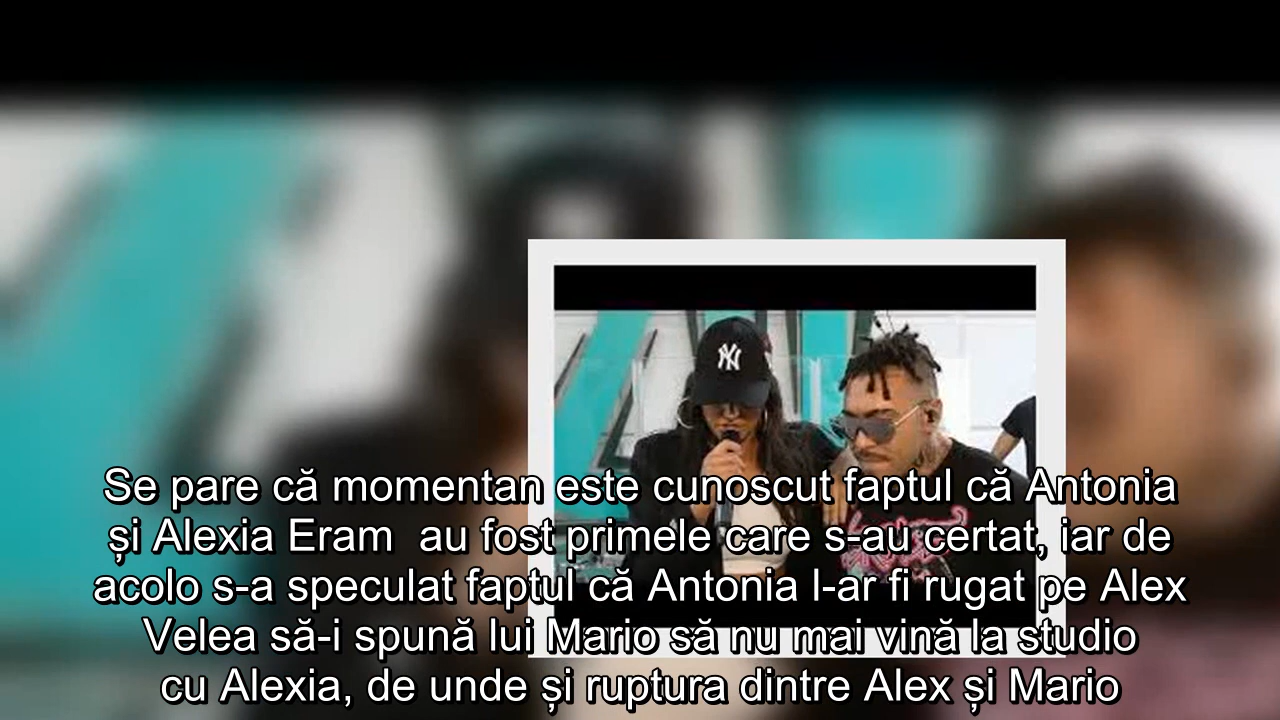 NY
Se pare că momentan este cunoscut faptul că Antonia
și Alexia Eram  au fost primele care s-au certat, iar de
acolo s-a speculat faptul că Antonia l-ar fi rugat pe Alex
Velea să-i spună lui Mario să nu mai vină la studio
cu Alexia, de unde și ruptura dintre Alex și Mario